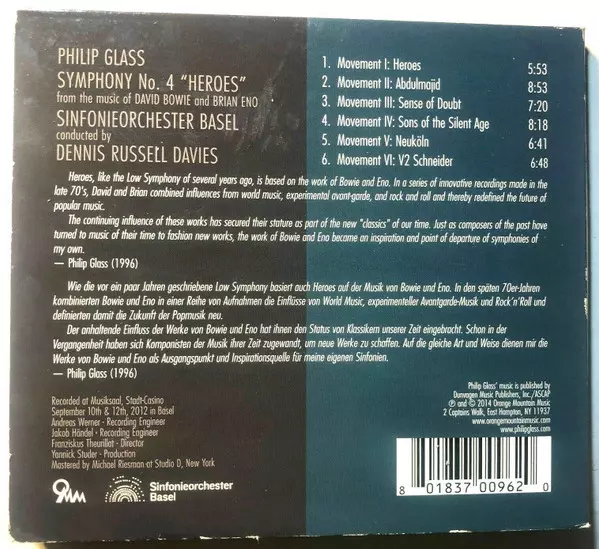 PHILIP GLASS
SYMPHONY No. 4 "HEROES"
from the music of DAVID BOWIE and BRIAN ENO
SINFONIEORCHESTER BASEL
conducted by
DENNIS RUSSELL DAVIES
1. Movement I: Heroes 5:53
2. Movement II: Abdulmajid 8:53
3. Movement III: Sense of Doubt 7:20
4. Movement IV: Sons of the Silent Age 8:18
5. Movement V: Neuköln 6:41
6. Movement VI: V2 Schneider 6:48
Heroes, like the Low Symphony of several years ago, is based on the work of Bowie and Eno. In a series of innovative recordings made in the
late 70's, David and Brian combined influences from world music, experimental avant-garde, and rock and roll and thereby redefined the future of
popular music.
The continuing influence of these works has secured their stature as part of the new "classics" of our time. Just as composers of the past have
turned to music of their time to fashion new works, the work of Bowie and Eno became an inspiration and point of departure of symphonies of
my own.
— Philip Glass (1996)
Wie die vor ein paar Jahren geschriebene Low Symphony basiert auch Heroes auf der Musik von Bowie und Eno. In den späten 70er-Jahren
kombinierten Bowie und Eno in einer Reihe von Aufnahmen die Einflüsse von World Music, experimenteller Avantgarde-Musik und Rock'n'Roll und
definierten damit die Zukunft der Popmusik neu.
Der anhaltende Einfluss der Werke von Bowie und Eno hat ihnen den Status von Klassikern unserer Zeit eingebracht. Schon in der
Vergangenheit haben sich Komponisten der Musik ihrer Zeit zugewandt, um neue Werke zu schaffen. Auf die gleiche Art und Weise dienen mir die
Werke von Bowie und Eno als Ausgangspunkt und Inspirationsquelle für meine eigenen Sinfonien.
— Philip Glass (1996)
Recorded at Musiksaal, Stadt-Casino
September 10th & 12th, 2012 in Basel
Andreas Werner - Recording Engineer
Jakob Händel - Recording Engineer
Franziskus Theurillat - Director
Yannick Studer - Production
Mastered by Michael Riesman at Studio D, New York
Philip Glass' music is published by
Dunvagen Music Publishers, Inc./ASCAP
℗ and © 2014 Orange Mountain Music
2 Captains Walk, East Hampton, NY 11937
www.orangemountainmusic.com
www.philipglass.com
OMM
Sinfonieorchester
Basel
8 01837 00962 0